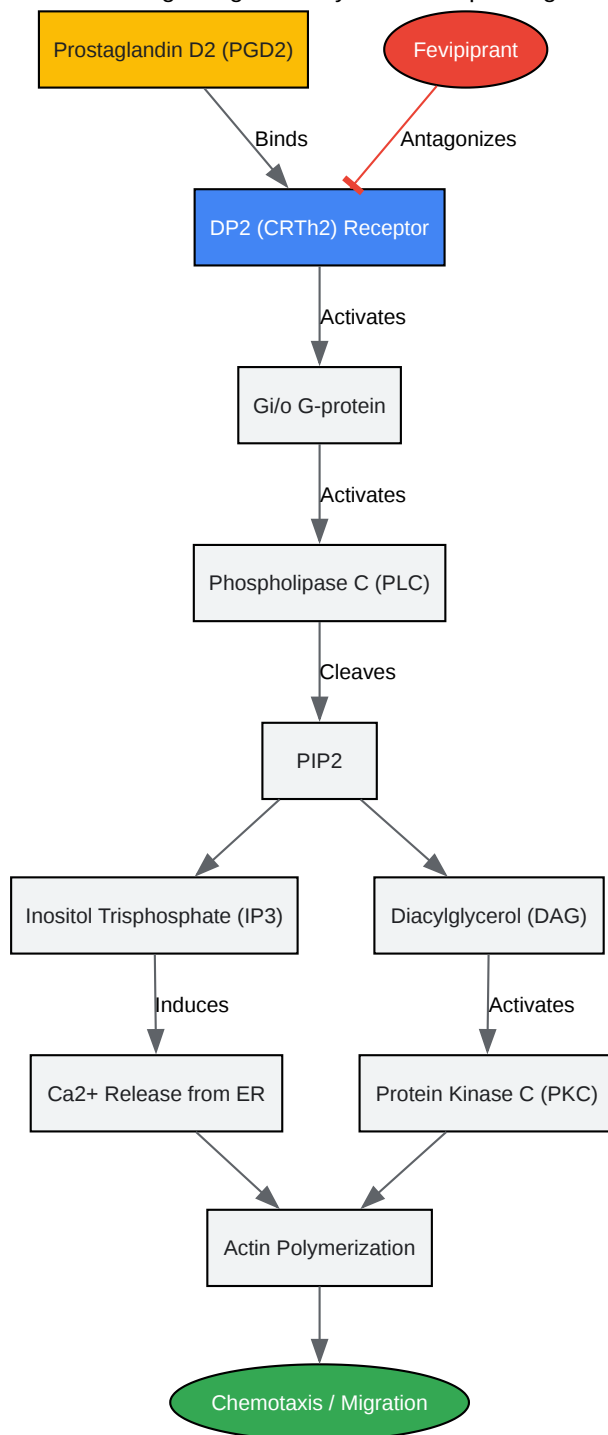 Prostaglandin D2 (PGD2)
Fevipiprant
Binds
Antagonizes
DP2 (CRTh2) Receptor
Activates
Gi/o G-protein
Activates
Phospholipase C (PLC)
Cleaves
PIP2
Inositol Trisphosphate (IP3)
Diacylglycerol (DAG)
Induces
Activates
Ca2+ Release from ER
Protein Kinase C (PKC)
Actin Polymerization
Chemotaxis / Migration